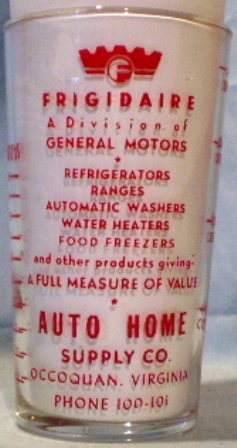 F
FRIGIDAIRE
A Division of
GENERAL MOTORS
REFRIGERATORS
RANGES
AUTOMATIC WASHERS
WATER HEATERS
FOOD FREEZERS
and other products giving-
A FULL MEASURE OF VALUE
AUTO HOME
SUPPLY CO.
OCCOQUAN, VIRGINIA
PHONE 100-101